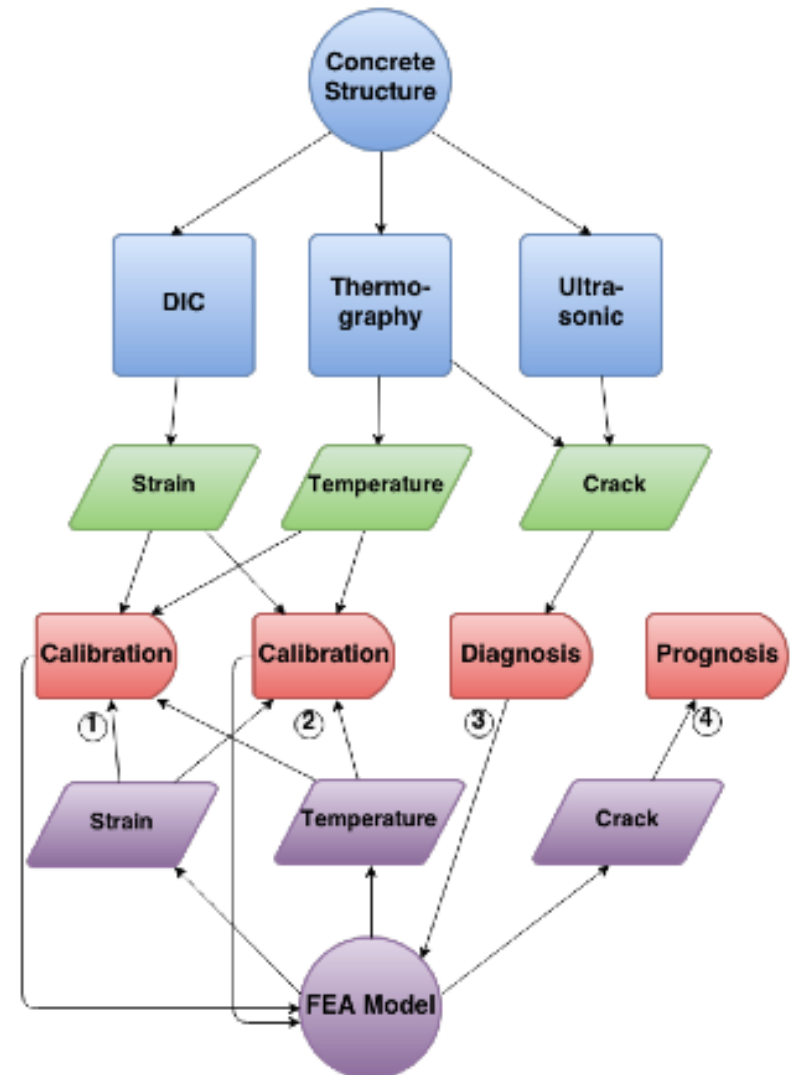 Concrete
Structure
DIC
Thermo-
graphy
Ultra-
sonic
Strain
Temperature
Crack
Calibration
Calibration
Diagnosis
Prognosis
1
2
3
4
Strain
Temperature
Crack
FEA Model